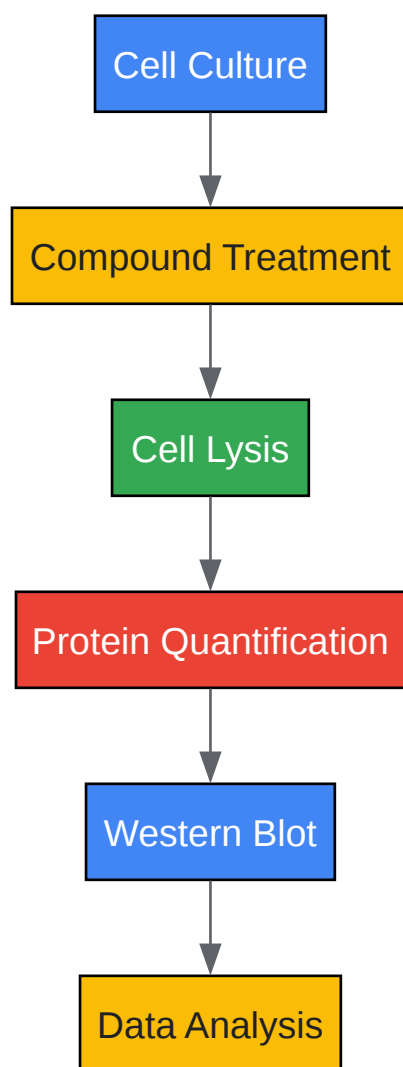 Cell Culture
Compound Treatment
Cell Lysis
Protein Quantification
Western Blot
Data Analysis